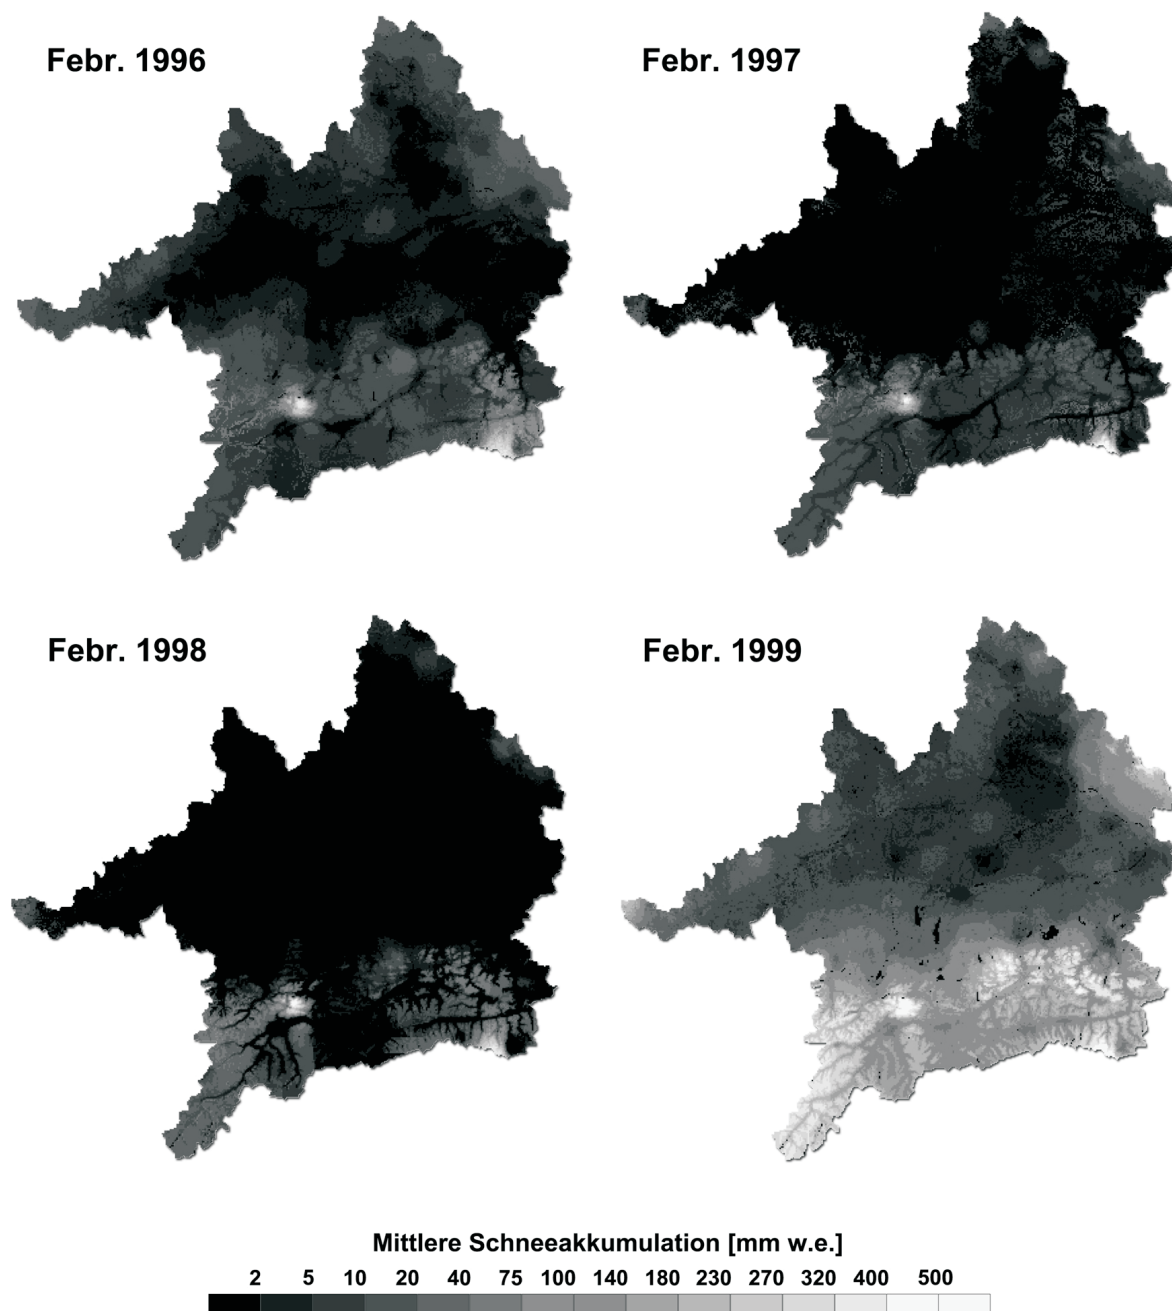 Febr. 1996
Febr. 1997
Febr. 1998
Febr. 1999
Mittlere Schneeakkumulation [mm w.e.]
2 5 10 20 40 75 100 140 180 230 270 320 400 500